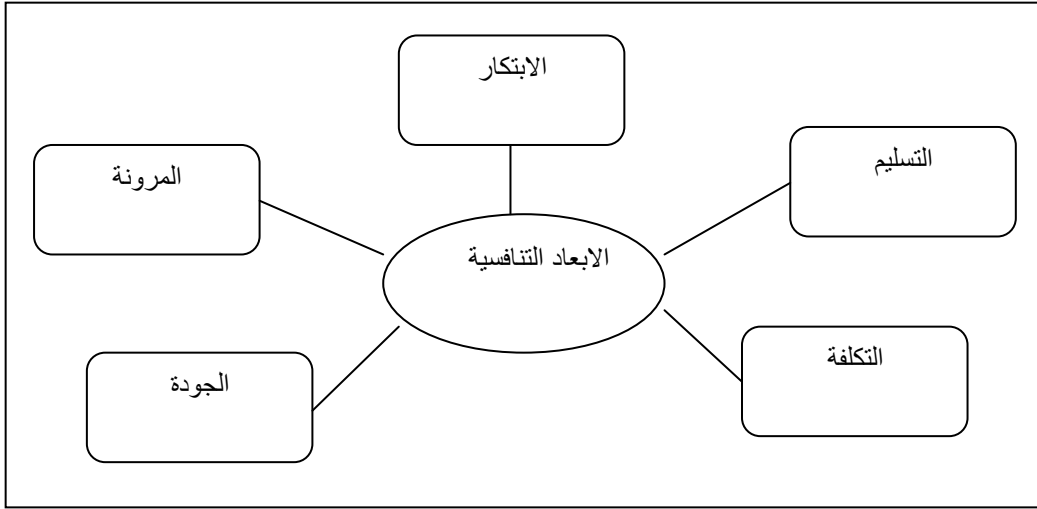 الابتكار
التسليم
المرونة
الابعاد التنافسية
التكلفة
الجودة